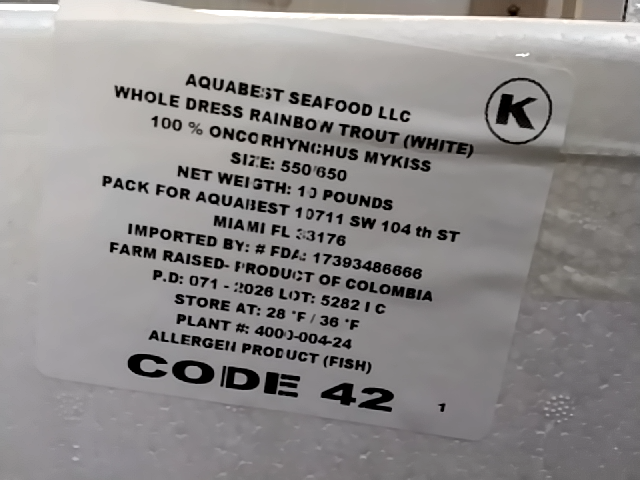 AQUABEST SEAFOOD LLC
K
WHOLE DRESS RAINBOW TROUT (WHITE)
100 % ONCORHYNCHUS MYKISS
SIZE: 550/650
NET WEIGTH: 10 POUNDS
PACK FOR AQUABEST 10711 SW 104 th ST
MIAMI FL 33176
IMPORTED BY: # FDA: 17393486666
FARM RAISED- PRODUCT OF COLOMBIA
P.D: 071 - 2026 LOT: 5282 I C
STORE AT: 28 °F / 36 °F
PLANT #: 4000-004-24
ALLERGEN PRODUCT (FISH)
CODE 42
1